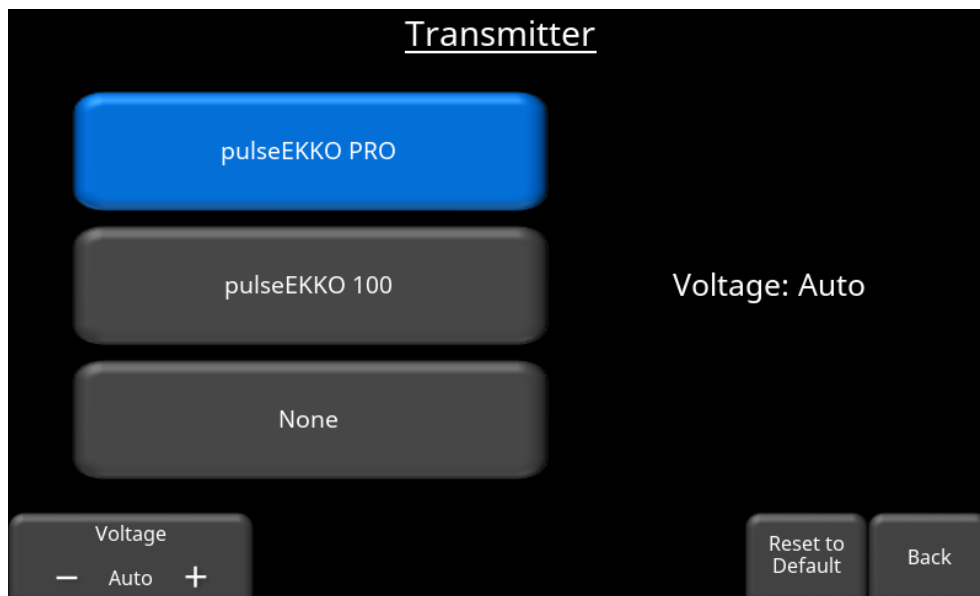 Transmitter
pulseEKKO PRO
pulseEKKO 100
Voltage: Auto
None
Voltage
− Auto +
Reset to
Default
Back